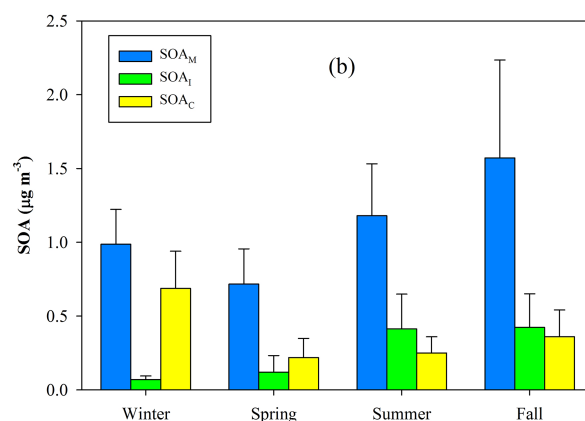 2.5
2.0
1.5
1.0
0.5
0.0
SOA (μg m⁻³)
SOA_M
SOA_I
SOA_C
(b)
Winter Spring Summer Fall